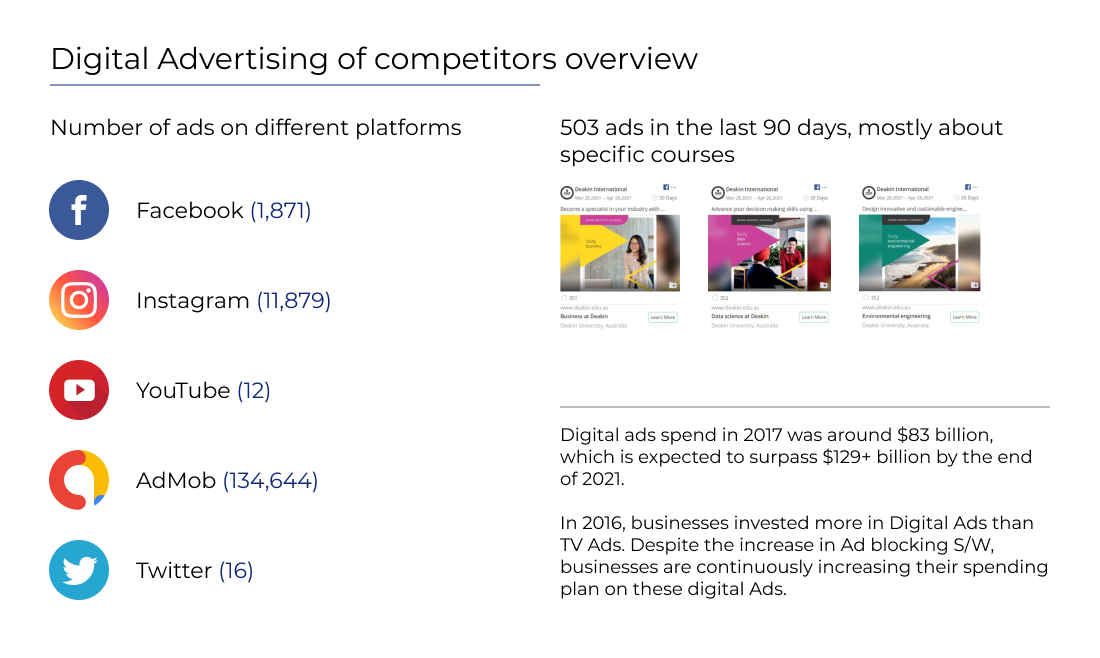 Digital Advertising of competitors overview
Number of ads on different platforms
Facebook (1,871)
Instagram (11,879)
YouTube (12)
AdMob (134,644)
Twitter (16)
503 ads in the last 90 days, mostly about
specific courses
Deakin International
Mar 28,2021 - Apr 28,2021
30 Days
Become a specialist in your industry with ...
Study
business
351
www.deakin.edu.au
Business at Deakin
Learn More
Deakin University, Australia
Deakin International
Mar 28,2021 - Apr 28,2021
30 Days
Advance your decision making skills using ...
Study
data
science
352
www.deakin.edu.au
Data science at Deakin
Learn More
Deakin University, Australia
Deakin International
Mar 28,2021 - Apr 28,2021
30 Days
Design innovative and sustainable engine...
Study
environmental
engineering
352
www.deakin.edu.au
Environmental engineering
Learn More
Deakin University, Australia
Digital ads spend in 2017 was around $83 billion,
which is expected to surpass $129+ billion by the end
of 2021.
In 2016, businesses invested more in Digital Ads than
TV Ads. Despite the increase in Ad blocking S/W,
businesses are continuously increasing their spending
plan on these digital Ads.